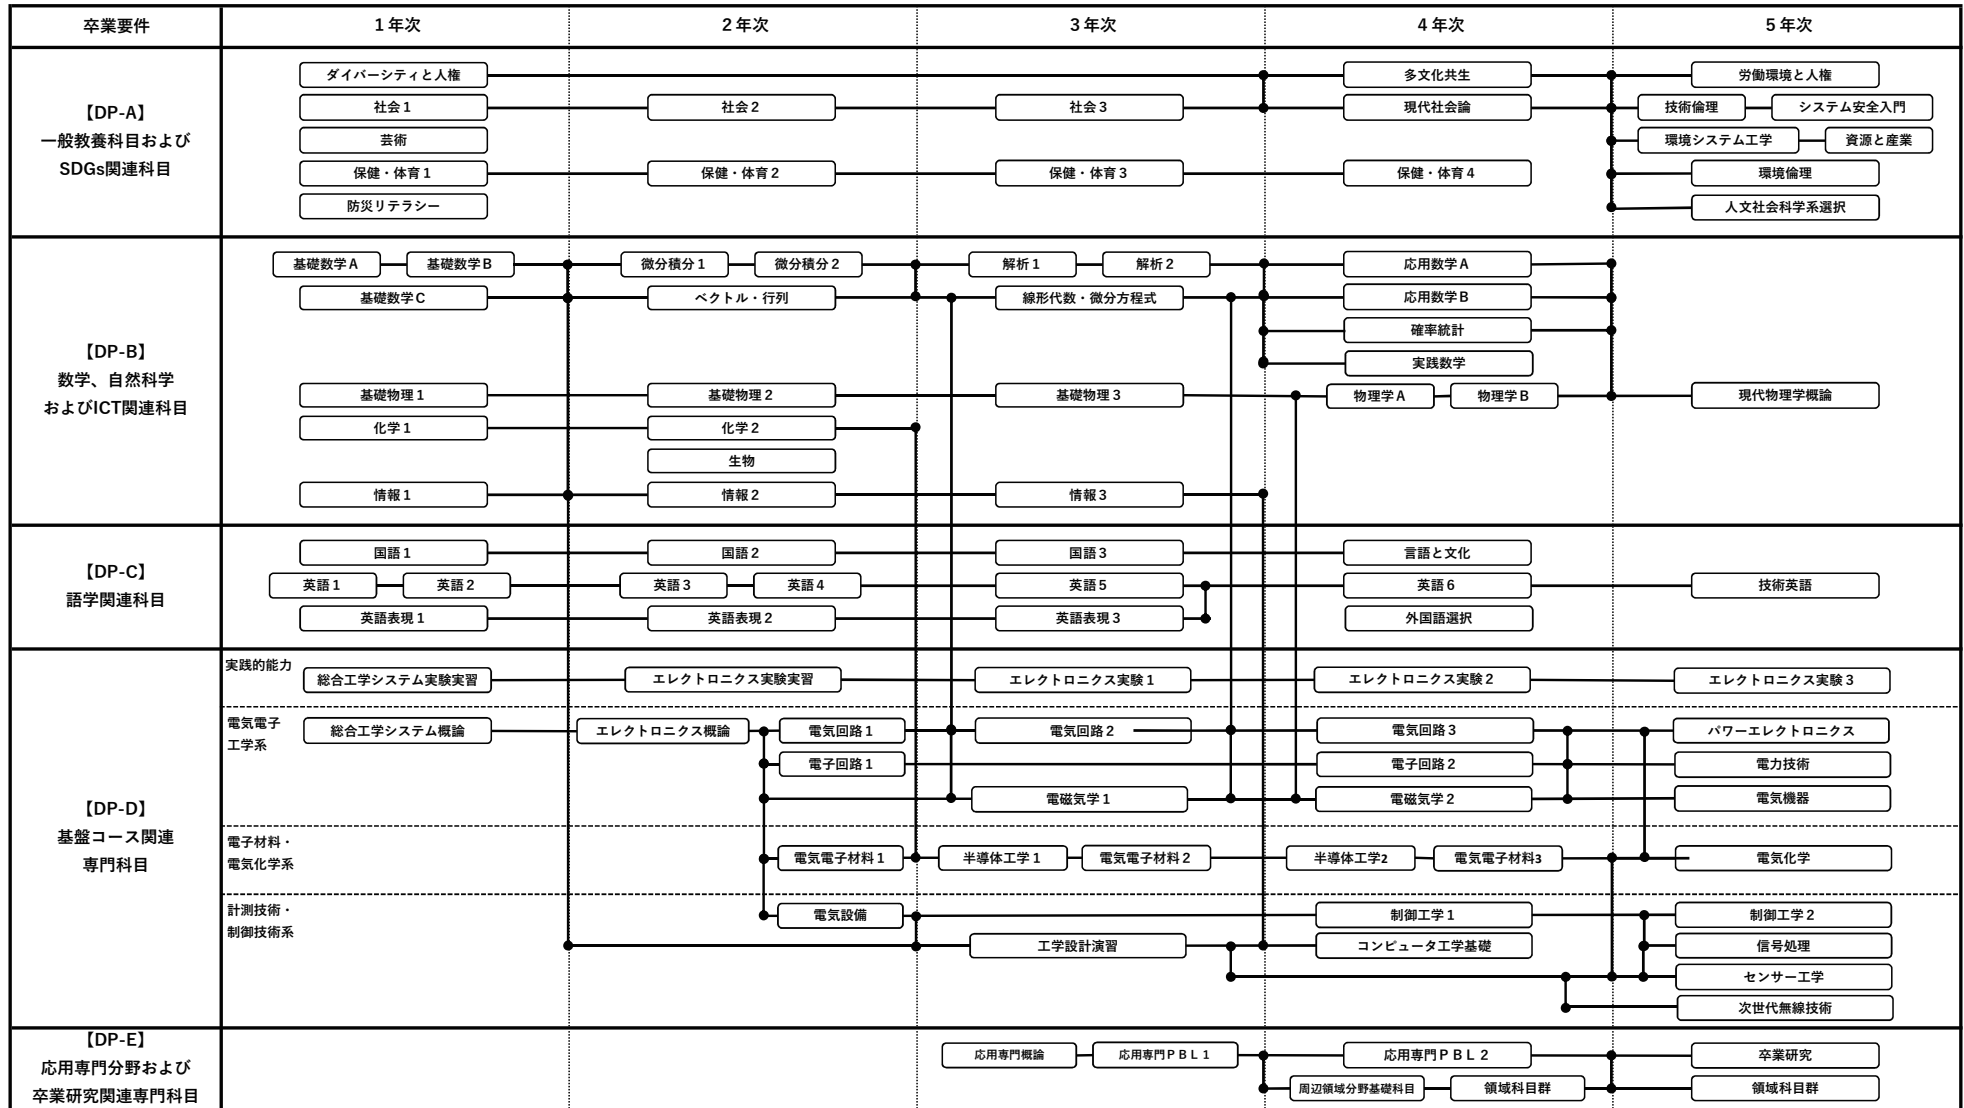 卒業要件
1年次
2年次
3年次
4年次
5年次
【DP-A】
一般教養科目および
SDGs関連科目
ダイバーシティと人権
多文化共生
労働環境と人権
社会1
社会2
社会3
現代社会論
技術倫理
システム安全入門
芸術
環境システム工学
資源と産業
保健・体育1
保健・体育2
保健・体育3
保健・体育4
環境倫理
防災リテラシー
人文社会科学系選択
【DP-B】
数学、自然科学
およびICT関連科目
基礎数学A
基礎数学B
微分積分1
微分積分2
解析1
解析2
応用数学A
基礎数学C
ベクトル・行列
線形代数・微分方程式
応用数学B
確率統計
実践数学
基礎物理1
基礎物理2
基礎物理3
物理学A
物理学B
現代物理学概論
化学1
化学2
生物
情報1
情報2
情報3
【DP-C】
語学関連科目
国語1
国語2
国語3
言語と文化
英語1
英語2
英語3
英語4
英語5
英語6
技術英語
英語表現1
英語表現2
英語表現3
外国語選択
【DP-D】
基盤コース関連
専門科目
実践的能力
総合工学システム実験実習
エレクトロニクス実験実習
エレクトロニクス実験1
エレクトロニクス実験2
エレクトロニクス実験3
電気電子
工学系
総合工学システム概論
エレクトロニクス概論
電気回路1
電気回路2
電気回路3
パワーエレクトロニクス
電子回路1
電子回路2
電力技術
電磁気学1
電磁気学2
電気機器
電子材料・
電気化学系
電気電子材料1
半導体工学1
電気電子材料2
半導体工学2
電気電子材料3
電気化学
計測技術・
制御技術系
電気設備
制御工学1
制御工学2
工学設計演習
コンピュータ工学基礎
信号処理
センサー工学
次世代無線技術
【DP-E】
応用専門分野および
卒業研究関連専門科目
応用専門概論
応用専門PBL1
応用専門PBL2
卒業研究
周辺領域分野基礎科目
領域科目群
領域科目群